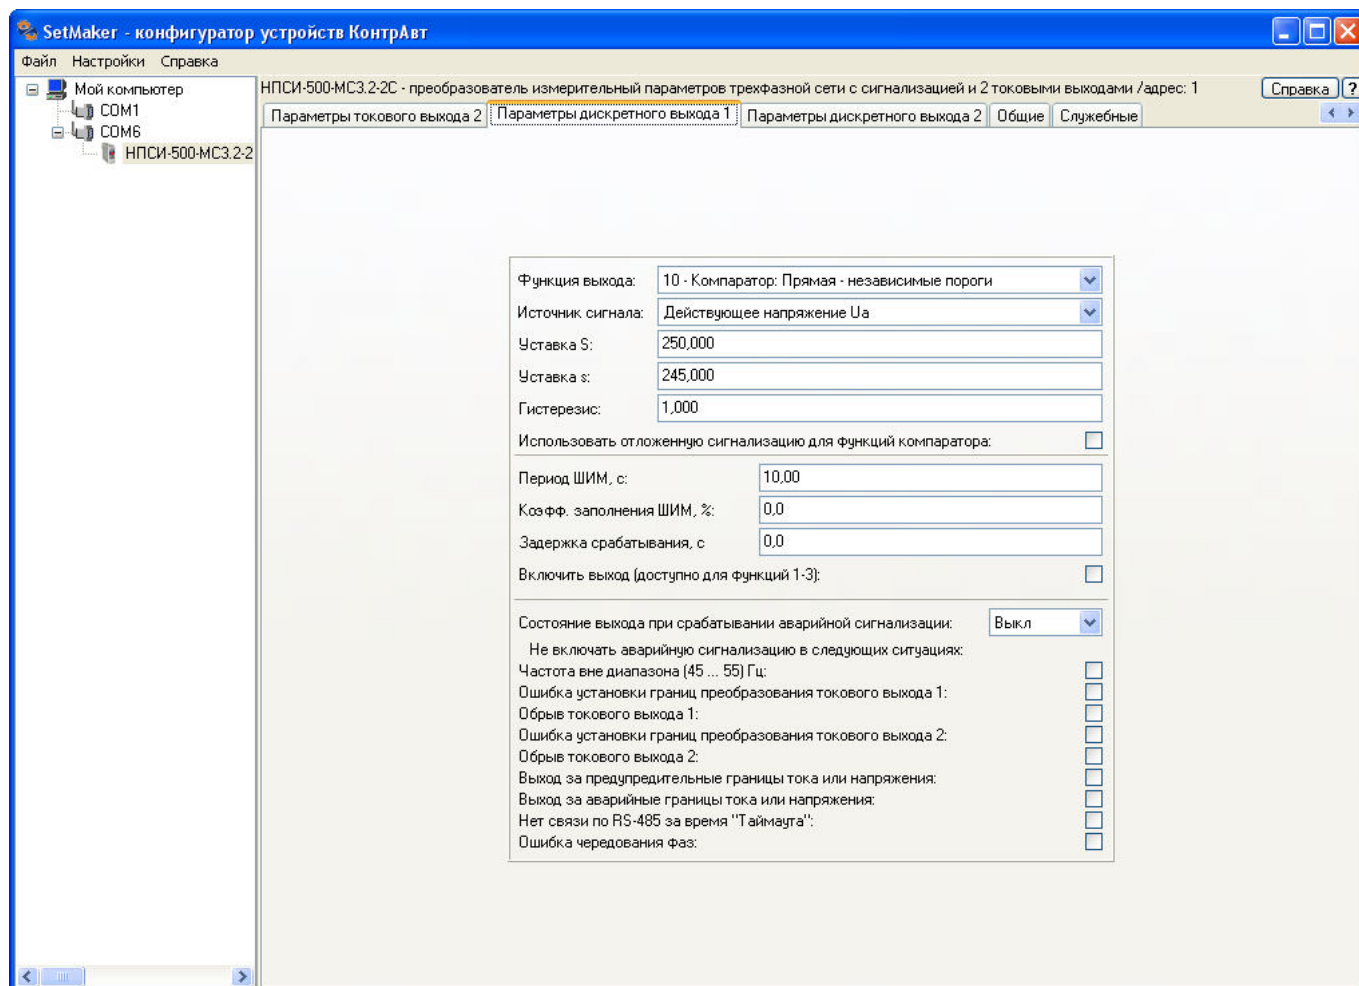 SetMaker - конфигуратор устройств КонтрАвт
Файл Настройки Справка
Мой компьютер
COM1
COM6
НПСИ-500-МС3.2-2
НПСИ-500-МС3.2-2С - преобразователь измерительный параметров трехфазной сети с сигнализацией и 2 токовыми выходами /адрес: 1
Справка ?
Параметры токового выхода 2 Параметры дискретного выхода 1 Параметры дискретного выхода 2 Общие Служебные
Функция выхода: 10 - Компаратор: Прямая - независимые пороги
Источник сигнала: Действующее напряжение Ua
Уставка S: 250,000
Уставка s: 245,000
Гистерезис: 1,000
Использовать отложенную сигнализацию для функций компаратора:
Период ШИМ, с: 10,00
Коэфф. заполнения ШИМ, %: 0,0
Задержка срабатывания, с 0,0
Включить выход (доступно для функций 1-3):
Состояние выхода при срабатывании аварийной сигнализации: Выкл
Не включать аварийную сигнализацию в следующих ситуациях:
Частота вне диапазона (45 ... 55) Гц:
Ошибка установки границ преобразования токового выхода 1:
Обрыв токового выхода 1:
Ошибка установки границ преобразования токового выхода 2:
Обрыв токового выхода 2:
Выход за предупредительные границы тока или напряжения:
Выход за аварийные границы тока или напряжения:
Нет связи по RS-485 за время "Таймаута":
Ошибка чередования фаз: